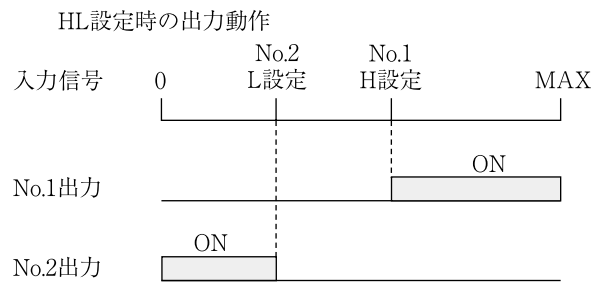 HL設定時の出力動作
No.2 No.1
入力信号 0 L設定 H設定 MAX
ON
No.1出力
ON
No.2出力